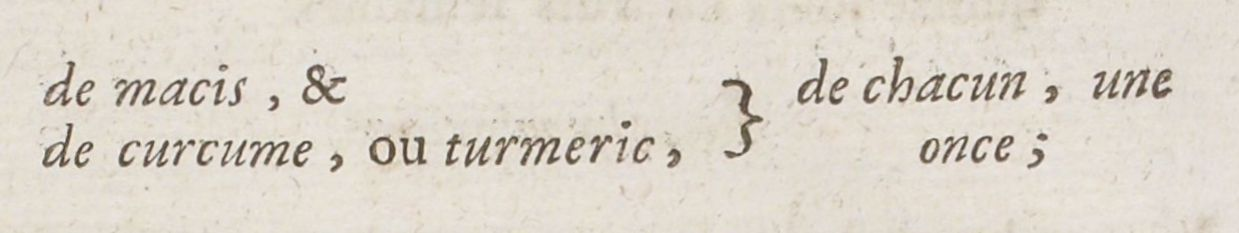 de macis, &
de curcume, ou turmeric, } de chacun, une
once;